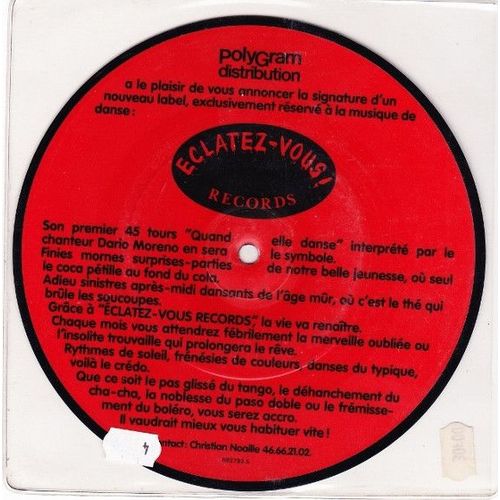 polyGram
distribution
a le plaisir de vous annoncer la signature d'un
nouveau label, exclusivement réservé à la musique de
danse :
ECLATEZ-VOUS!
RECORDS
Son premier 45 tours "Quand elle danse" interprété par le
chanteur Dario Moreno en sera le symbole.
Finies mornes surprises-parties de notre belle jeunesse, où seul
le coca pétille au fond du cola.
Adieu sinistres après-midi dansants de l'âge mûr, où c'est le thé qui
brûle les soucoupes.
Grâce à "ÉCLATEZ-VOUS RECORDS," la vie va renaître.
Chaque mois vous attendrez fébrilement la merveille oubliée ou
l'insolite trouvaille qui prolongera le rêve.
Rythmes de soleil, frénésies de couleurs, danses du typique,
voilà le crédo.
Que ce soit le pas glissé du tango, le déhanchement du
cha-cha, la noblesse du paso doble ou le frémisse-
ment du boléro, vous serez accro.
Il vaudrait mieux vous habituer vite !
contact: Christian Noaille 46.66.21.02.
4